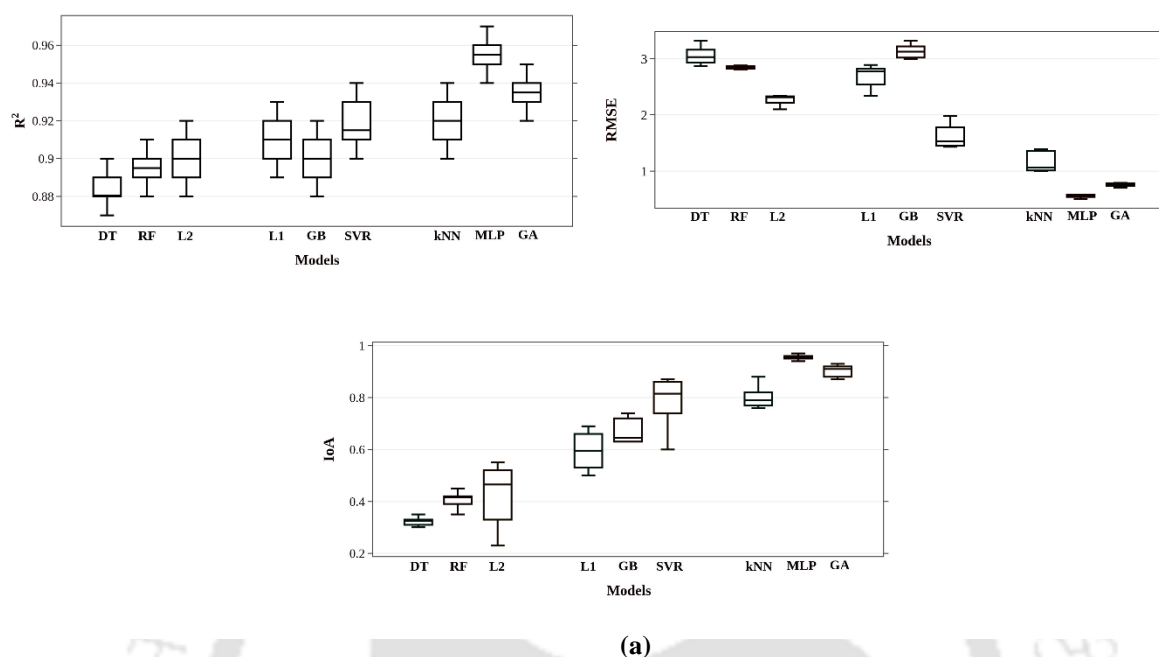 0.96
0.94
0.92
0.9
0.88
R²
DT RF L2 L1 GB SVR kNN MLP GA
Models
3
2
1
RMSE
DT RF L2 L1 GB SVR kNN MLP GA
Models
1
0.8
0.6
0.4
0.2
IoA
DT RF L2 L1 GB SVR kNN MLP GA
Models
(a)